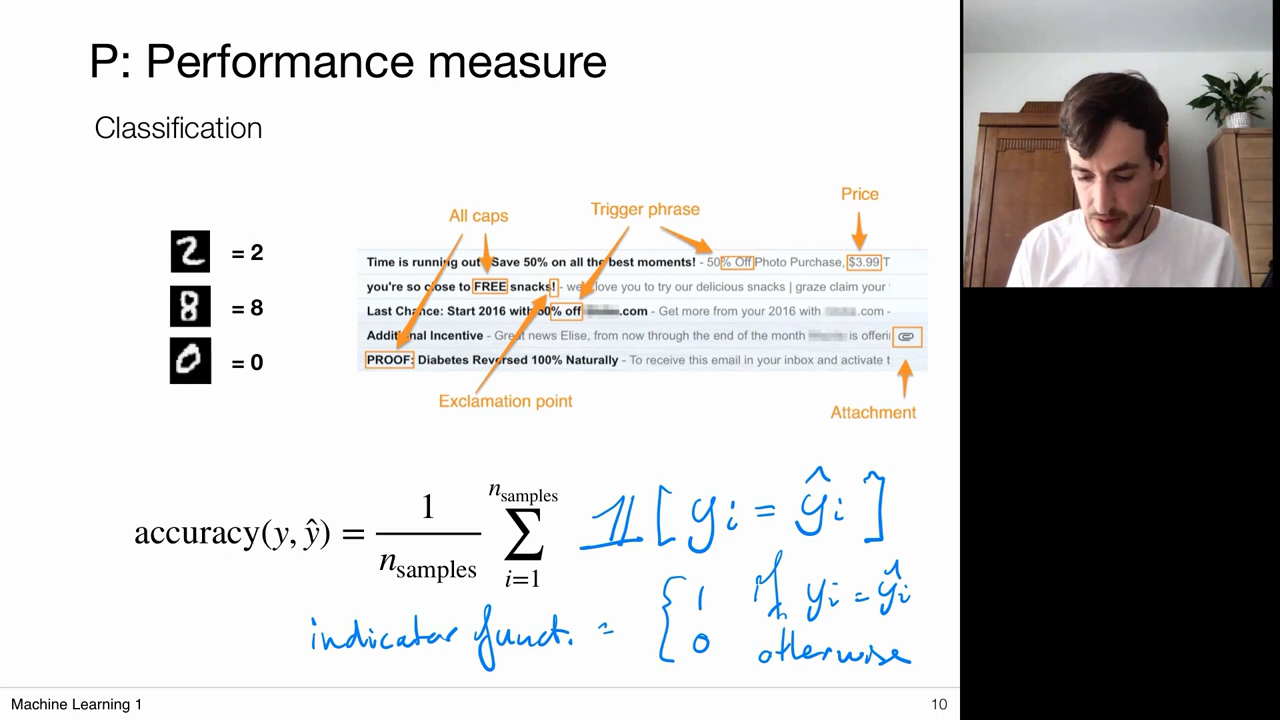 P: Performance measure
Classification
= 2
= 8
= 0
All caps
Trigger phrase
Price
Time is running out! Save 50% on all the best moments! - 50% Off Photo Purchase, $3.99 T
you're so close to FREE snacks! - we love you to try our delicious snacks | graze claim your
Last Chance: Start 2016 with 50% off .com - Get more from your 2016 with .com -
Additional Incentive - Great news Elise, from now through the end of the month is offeri
PROOF: Diabetes Reversed 100% Naturally - To receive this email in your inbox and activate t
Exclamation point
Attachment
accuracy(y, ŷ) = 1/n_samples ∑_{i=1}^{n_samples} 𝟙[yi = ŷi]
indicator funct. = { 1 if yi = ŷi
0 otherwise
Machine Learning 1
10